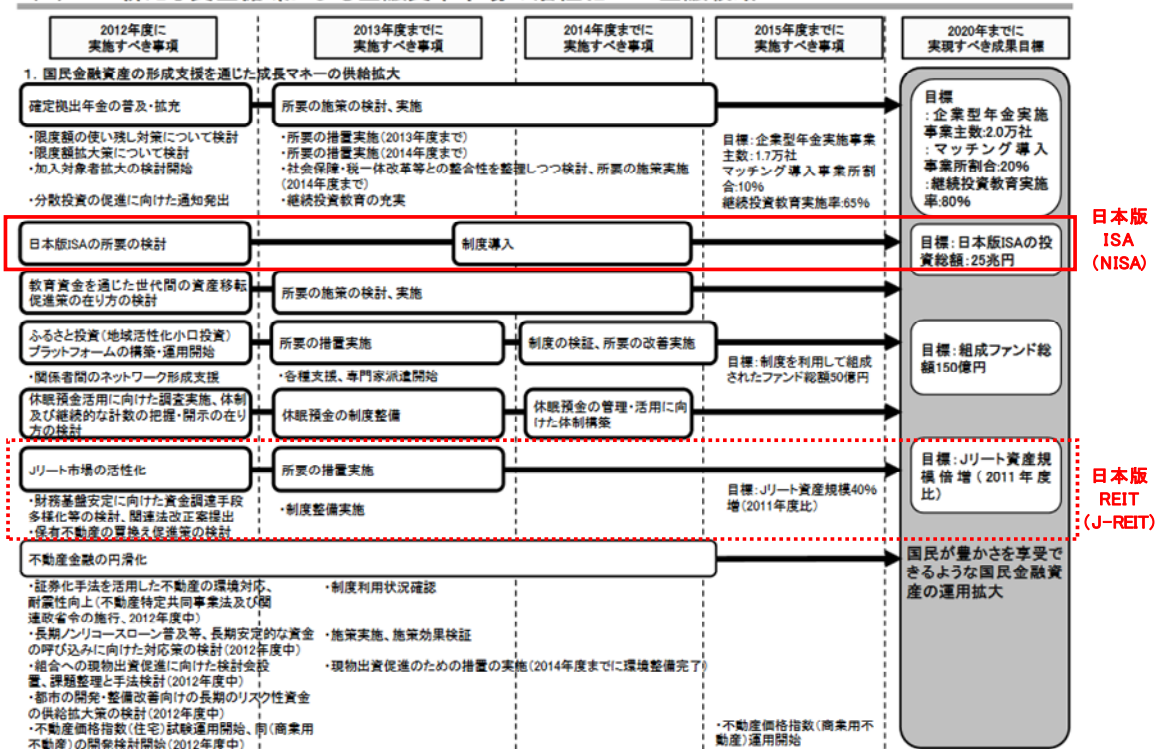 2012年度に
実施すべき事項
2013年度までに
実施すべき事項
2014年度までに
実施すべき事項
2015年度までに
実施すべき事項
2020年までに
実現すべき成果目標
1．国民金融資産の形成支援を通じた成長マネーの供給拡大
確定拠出年金の普及・拡充
所要の施策の検討、実施
・限度額の使い残し対策について検討
・限度額拡大策について検討
・加入対象者拡大の検討開始
・分散投資の促進に向けた通知発出
・所要の措置実施(2013年度まで)
・所要の措置実施(2014年度まで)
・社会保障・税一体改革等との整合性を整理しつつ検討、所要の施策実施
(2014年度まで)
・継続投資教育の充実
目標：企業型年金実施事業
主数：1.7万社
マッチング導入事業所割
合:10%
継続投資教育実施率:65%
目標
：企業型年金実施
事業主数:2.0万社
：マッチング導入
事業所割合:20%
:継続投資教育実施
率:80%
日本版ISAの所要の検討
制度導入
目標：日本版ISAの投
資総額：25兆円
日本版
ISA
(NISA)
教育資金を通じた世代間の資産移転
促進策の在り方の検討
所要の施策の検討、実施
ふるさと投資(地域活性化小口投資)
プラットフォームの構築・運用開始
所要の措置実施
制度の検証、所要の改善実施
・関係者間のネットワーク形成支援
・各種支援、専門家派遣開始
目標：制度を利用して組成
されたファンド総額50億円
目標：組成ファンド総
額150億円
休眠預金活用に向けた調査実施、体制
及び継続的な計数の把握・開示の在り
方の検討
休眠預金の制度整備
休眠預金の管理・活用に向
けた体制構築
Jリート市場の活性化
所要の措置実施
・財務基盤安定に向けた資金調達手段
多様化等の検討、関連法改正案提出
・保有不動産の買換え促進策の検討
・制度整備実施
目標：Jリート資産規模40%
増(2011年度比)
目標：Jリート資産規
模倍増（2011年度
比）
日本版
REIT
(J-REIT)
不動産金融の円滑化
・証券化手法を活用した不動産の環境対応、
耐震性向上(不動産特定共同事業法及び関
連政省令の施行、2012年度中)
・長期ノンリコースローン普及等、長期安定的な資金
の呼び込みに向けた対応策の検討(2012年度中)
・組合への現物出資促進に向けた検討会設
置、課題整理と手法検討(2012年度中)
・都市の開発・整備改善向けの長期のリスク性資金
の供給拡大策の検討(2012年度中)
・不動産価格指数(住宅)試験運用開始、同(商業用
不動産)の開発検討開始(2012年度中)
・制度利用状況確認
・施策実施、施策効果検証
・現物出資促進のための措置の実施(2014年度までに環境整備完了)
・不動産価格指数(商業用不
動産)運用開始
国民が豊かさを享受で
きるような国民金融資
産の運用拡大